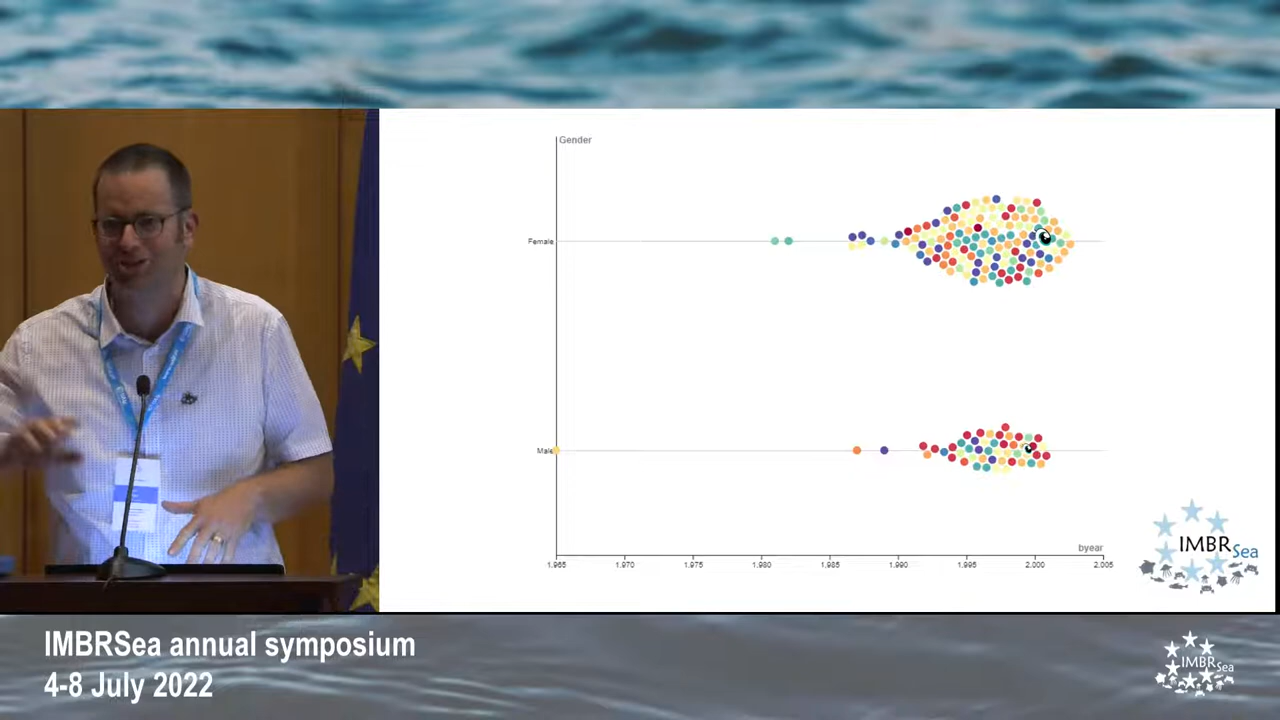 Gender
Female
Male
byear
1.965
1.970
1.975
1.980
1.985
1.990
1.995
2.000
2.005
IMBRSea
IMBRSea annual symposium
4-8 July 2022
IMBRSea